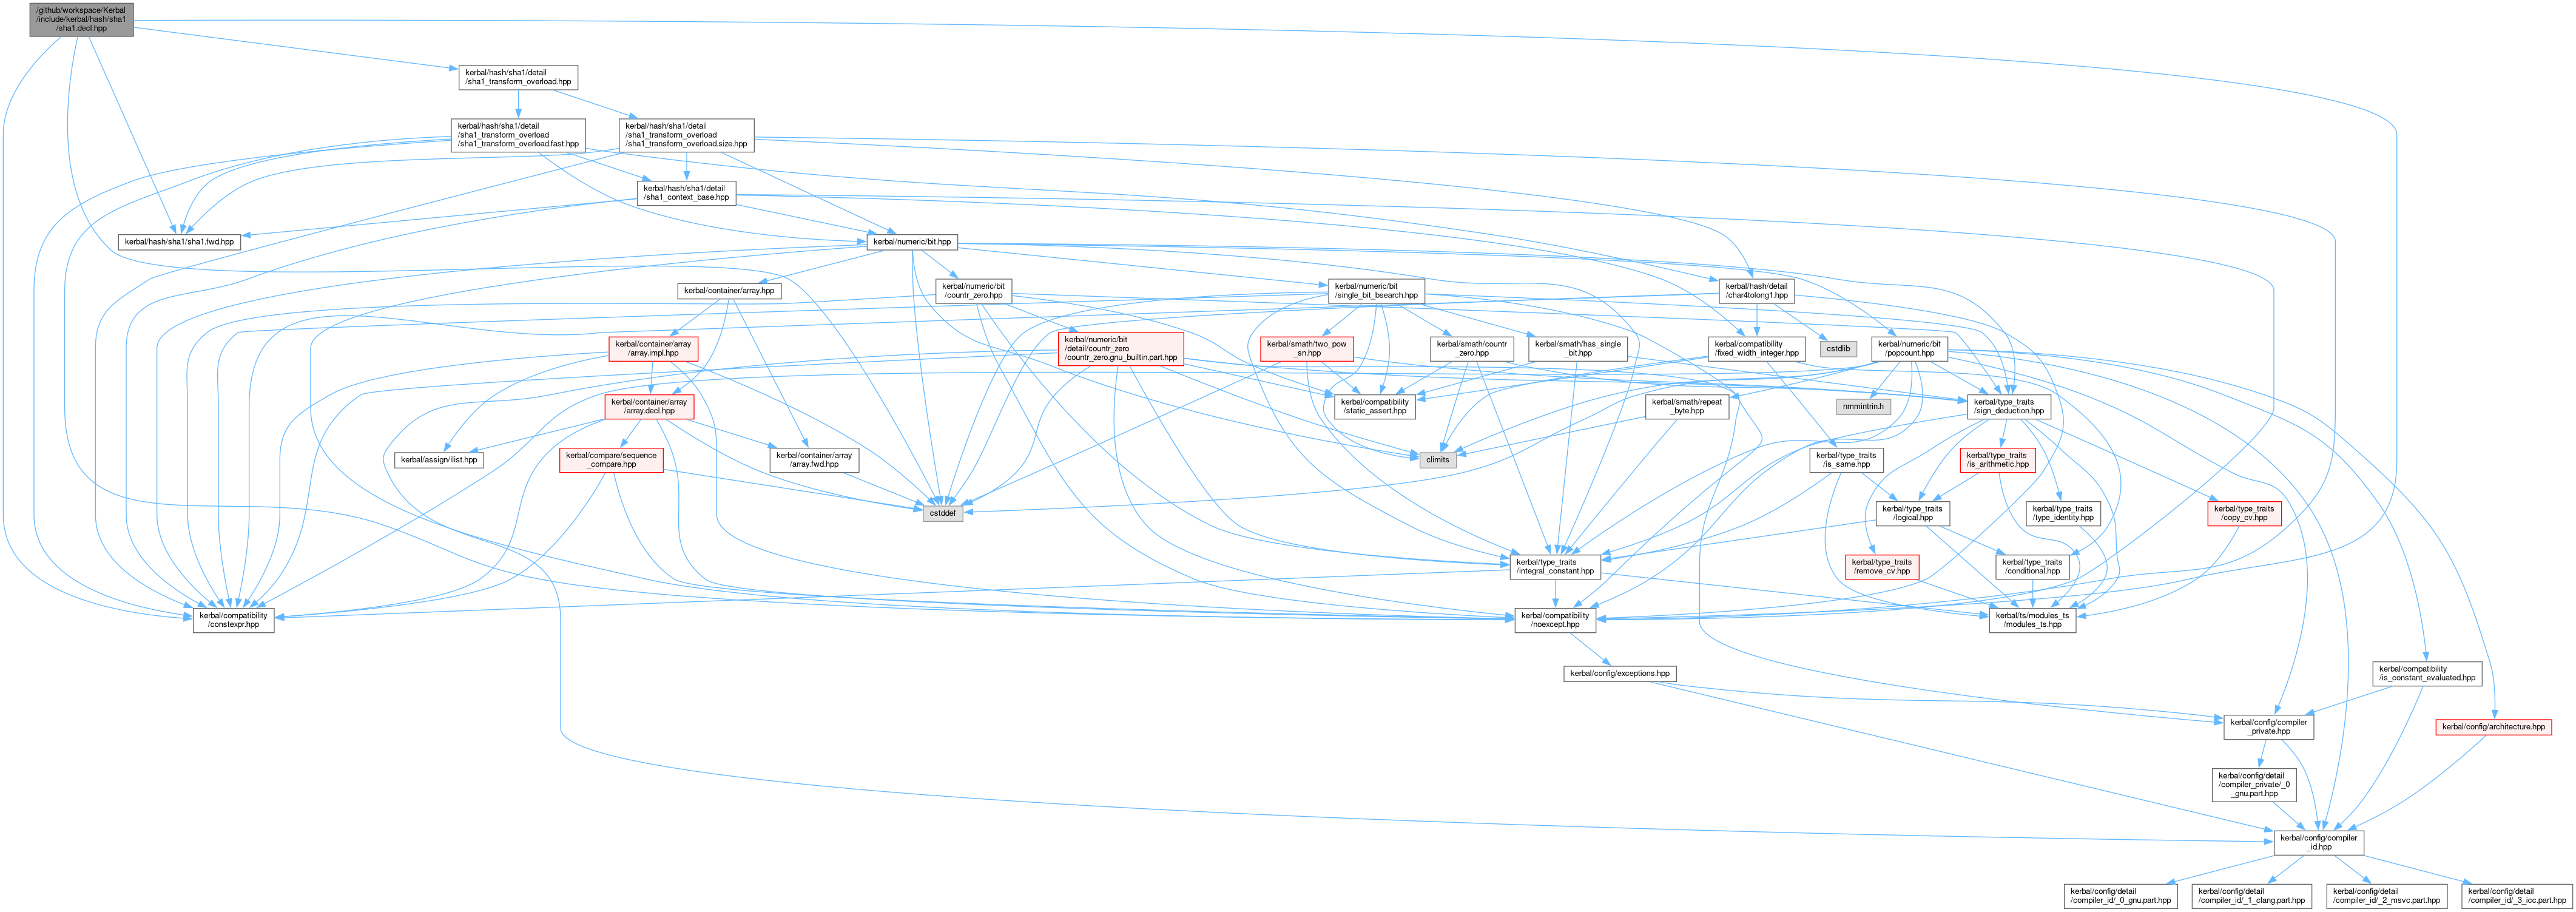 /github/workspace/Kerbal
/include/kerbal/hash/sha1
/sha1.decl.hpp
kerbal/hash/sha1/detail
/sha1_transform_overload.hpp
kerbal/hash/sha1/detail
/sha1_transform_overload
/sha1_transform_overload.fast.hpp
kerbal/hash/sha1/detail
/sha1_transform_overload
/sha1_transform_overload.size.hpp
kerbal/hash/sha1/detail
/sha1_context_base.hpp
kerbal/hash/sha1/sha1.fwd.hpp
kerbal/numeric/bit.hpp
kerbal/container/array.hpp
kerbal/numeric/bit
/countr_zero.hpp
kerbal/numeric/bit
/single_bit_bsearch.hpp
kerbal/hash/detail
/char4tolong1.hpp
kerbal/container/array
/array.impl.hpp
kerbal/numeric/bit
/detail/countr_zero
/countr_zero.gnu_builtin.part.hpp
kerbal/smath/two_pow
_sn.hpp
kerbal/smath/countr
_zero.hpp
kerbal/smath/has_single
_bit.hpp
kerbal/compatibility
/fixed_width_integer.hpp
cstdlib
kerbal/numeric/bit
/popcount.hpp
kerbal/container/array
/array.decl.hpp
kerbal/compatibility
/static_assert.hpp
kerbal/smath/repeat
_byte.hpp
nmmintrin.h
kerbal/type_traits
/sign_deduction.hpp
kerbal/assign/ilist.hpp
kerbal/compare/sequence
_compare.hpp
kerbal/container/array
/array.fwd.hpp
climits
kerbal/type_traits
/is_same.hpp
kerbal/type_traits
/is_arithmetic.hpp
cstddef
kerbal/type_traits
/logical.hpp
kerbal/type_traits
/type_identity.hpp
kerbal/type_traits
/copy_cv.hpp
kerbal/type_traits
/integral_constant.hpp
kerbal/type_traits
/remove_cv.hpp
kerbal/type_traits
/conditional.hpp
kerbal/compatibility
/constexpr.hpp
kerbal/compatibility
/noexcept.hpp
kerbal/ts/modules_ts
/modules_ts.hpp
kerbal/config/exceptions.hpp
kerbal/compatibility
/is_constant_evaluated.hpp
kerbal/config/compiler
_private.hpp
kerbal/config/architecture.hpp
kerbal/config/detail
/compiler_private/_0
_gnu.part.hpp
kerbal/config/compiler
_id.hpp
kerbal/config/detail
/compiler_id/_0_gnu.part.hpp
kerbal/config/detail
/compiler_id/_1_clang.part.hpp
kerbal/config/detail
/compiler_id/_2_msvc.part.hpp
kerbal/config/detail
/compiler_id/_3_icc.part.hpp